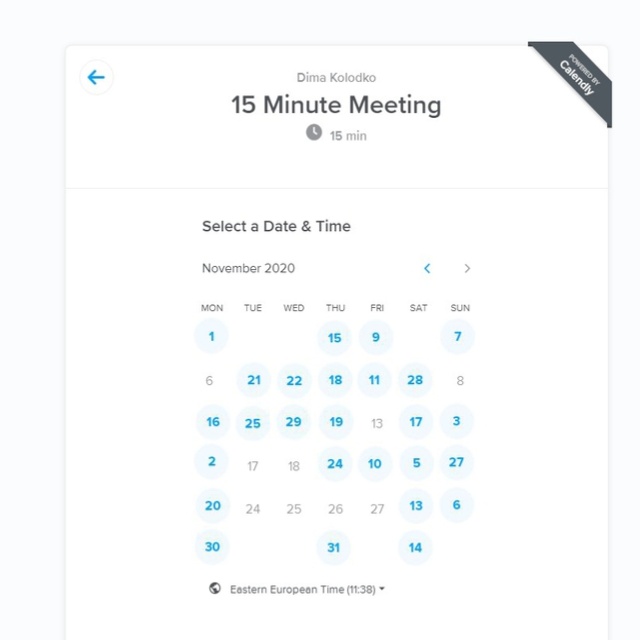 POWERED BY
Calendly
Dima Kolodko
15 Minute Meeting
15 min
Select a Date & Time
November 2020
MON TUE WED THU FRI SAT SUN
1 15 9 7
6 21 22 18 11 28 8
16 25 29 19 13 17 3
2 17 18 24 10 5 27
20 24 25 26 27 13 6
30 31 14
Eastern European Time (11:38)